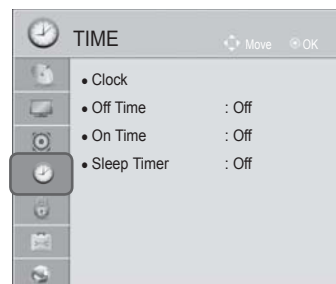 TIME Move OK
• Clock
• Off Time : Off
• On Time : Off
• Sleep Timer : Off